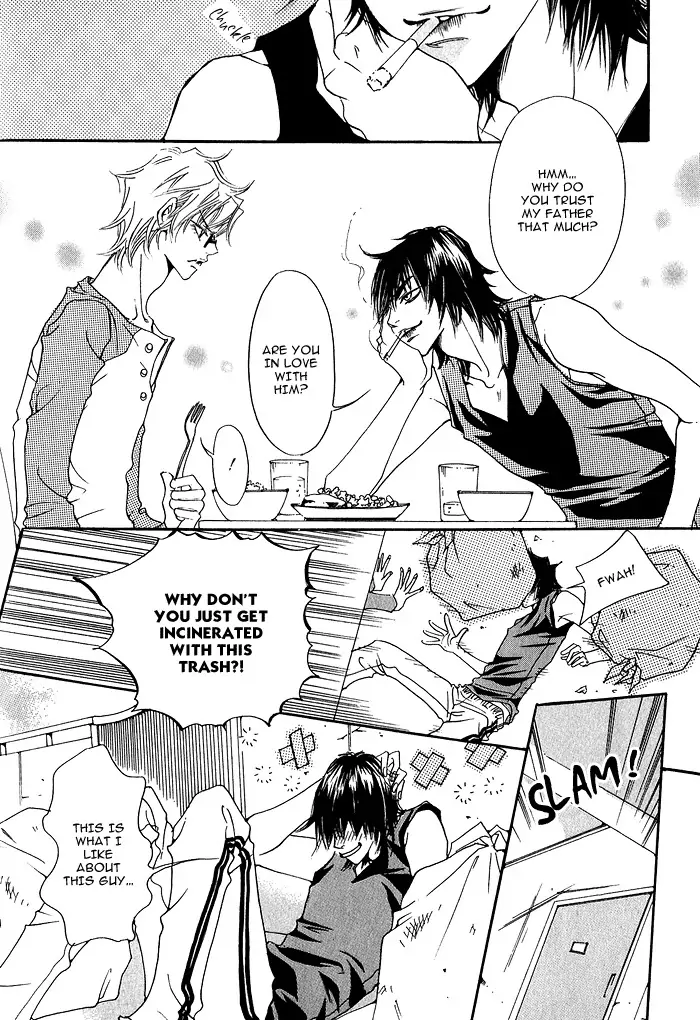 Chuckle
HMM...
WHY DO
YOU TRUST
MY FATHER
THAT MUCH?
ARE YOU
IN LOVE
WITH
HIM?
!
FWAH!
WHY DON'T
YOU JUST GET
INCINERATED
WITH THIS
TRASH?!
SLAM!
THIS IS
WHAT I
LIKE
ABOUT
THIS GUY...